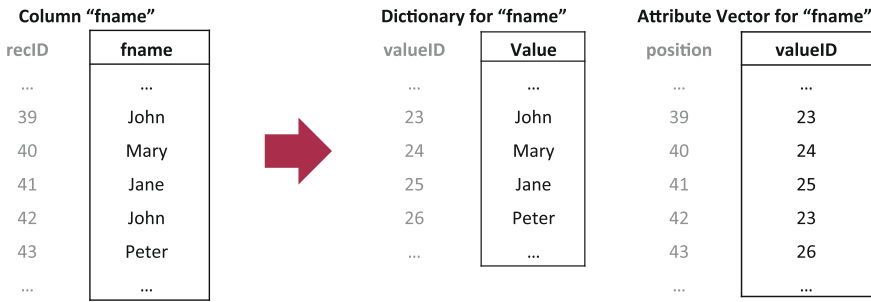 Column “fname” Dictionary for “fname” Attribute Vector for “fname”
recID fname valueID Value position valueID
... ... ... ... ... ...
39 John 23 John 39 23
40 Mary 24 Mary 40 24
41 Jane 25 Jane 41 25
42 John 26 Peter 42 23
43 Peter ... ... 43 26
... ... ... ...